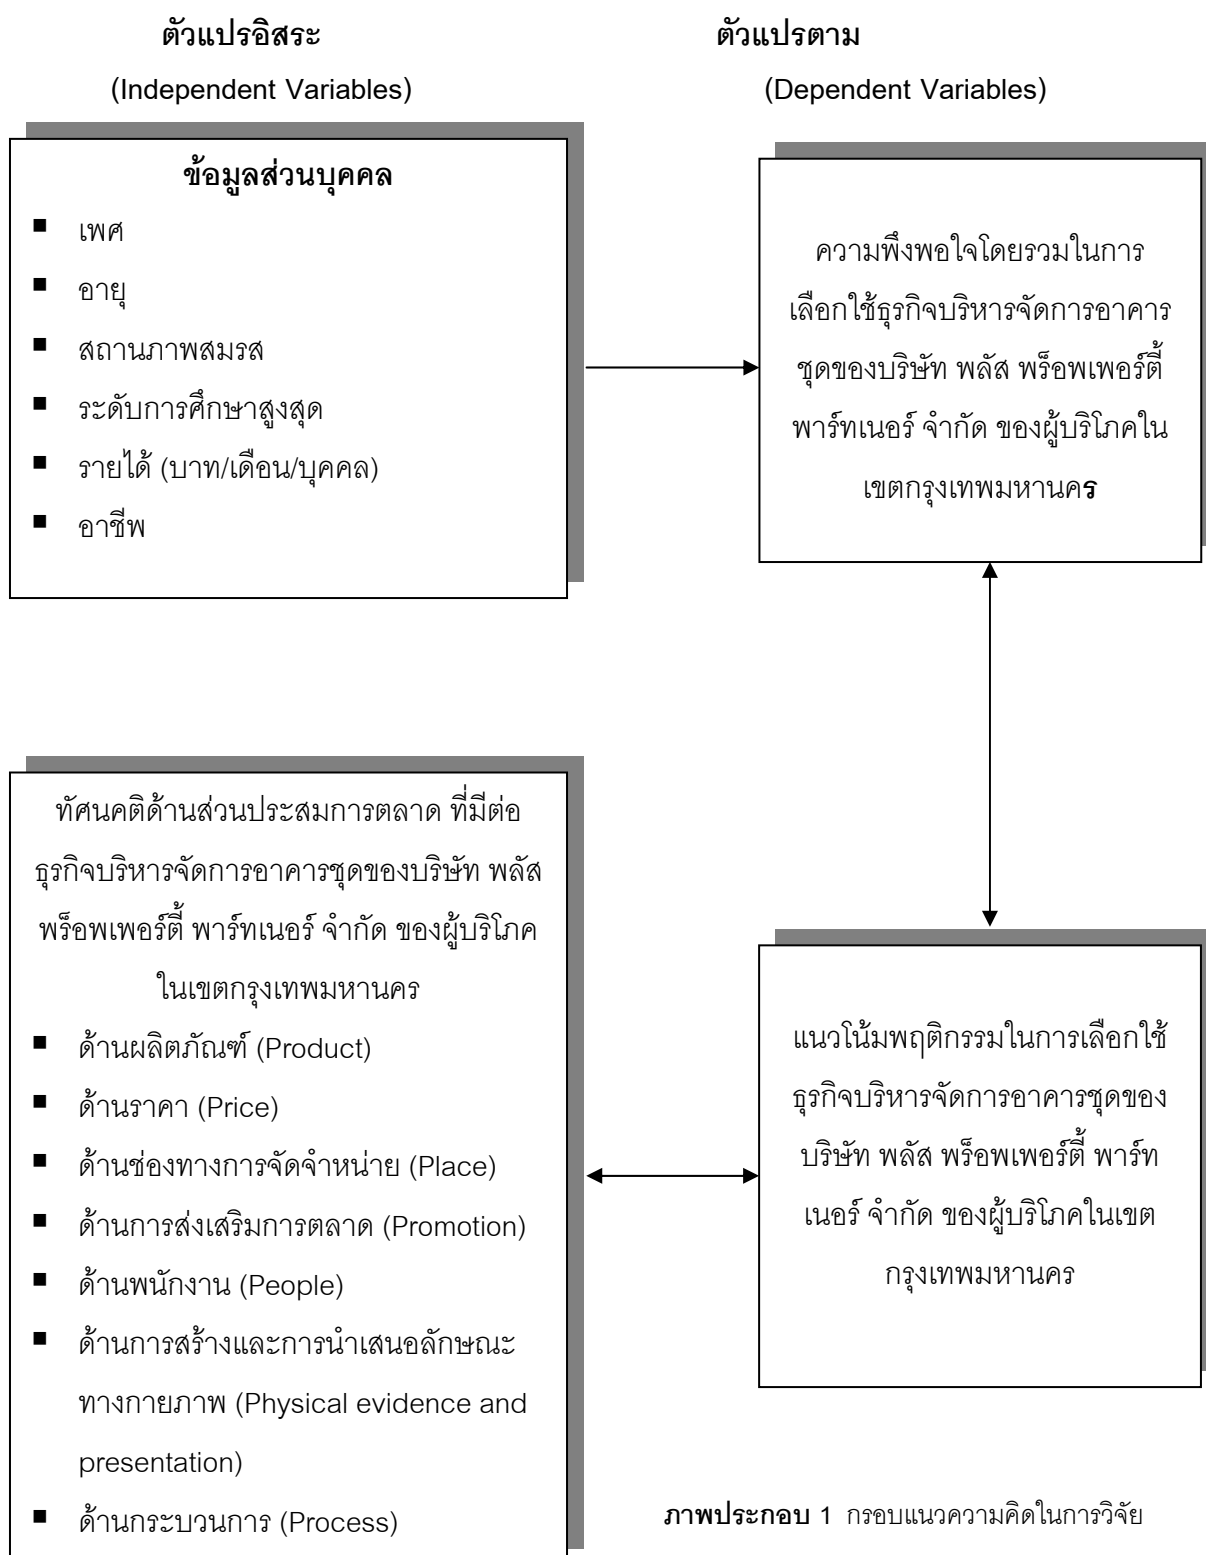 ตัวแปรอิสระ
(Independent Variables)
ตัวแปรตาม
(Dependent Variables)
ข้อมูลส่วนบุคคล
▪ เพศ
▪ อายุ
▪ สถานภาพสมรส
▪ ระดับการศึกษาสูงสุด
▪ รายได้ (บาท/เดือน/บุคคล)
▪ อาชีพ
ความพึงพอใจโดยรวมในการ
เลือกใช้ธุรกิจบริหารจัดการอาคาร
ชุดของบริษัท พลัส พร็อพเพอร์ตี้
พาร์ทเนอร์ จำกัด ของผู้บริโภคใน
เขตกรุงเทพมหานคร
ทัศนคติด้านส่วนประสมการตลาด ที่มีต่อ
ธุรกิจบริหารจัดการอาคารชุดของบริษัท พลัส
พร็อพเพอร์ตี้ พาร์ทเนอร์ จำกัด ของผู้บริโภค
ในเขตกรุงเทพมหานคร
▪ ด้านผลิตภัณฑ์ (Product)
▪ ด้านราคา (Price)
▪ ด้านช่องทางการจัดจำหน่าย (Place)
▪ ด้านการส่งเสริมการตลาด (Promotion)
▪ ด้านพนักงาน (People)
▪ ด้านการสร้างและการนำเสนอลักษณะ
ทางกายภาพ (Physical evidence and
presentation)
▪ ด้านกระบวนการ (Process)
แนวโน้มพฤติกรรมในการเลือกใช้
ธุรกิจบริหารจัดการอาคารชุดของ
บริษัท พลัส พร็อพเพอร์ตี้ พาร์ท
เนอร์ จำกัด ของผู้บริโภคในเขต
กรุงเทพมหานคร
ภาพประกอบ 1 กรอบแนวความคิดในการวิจัย